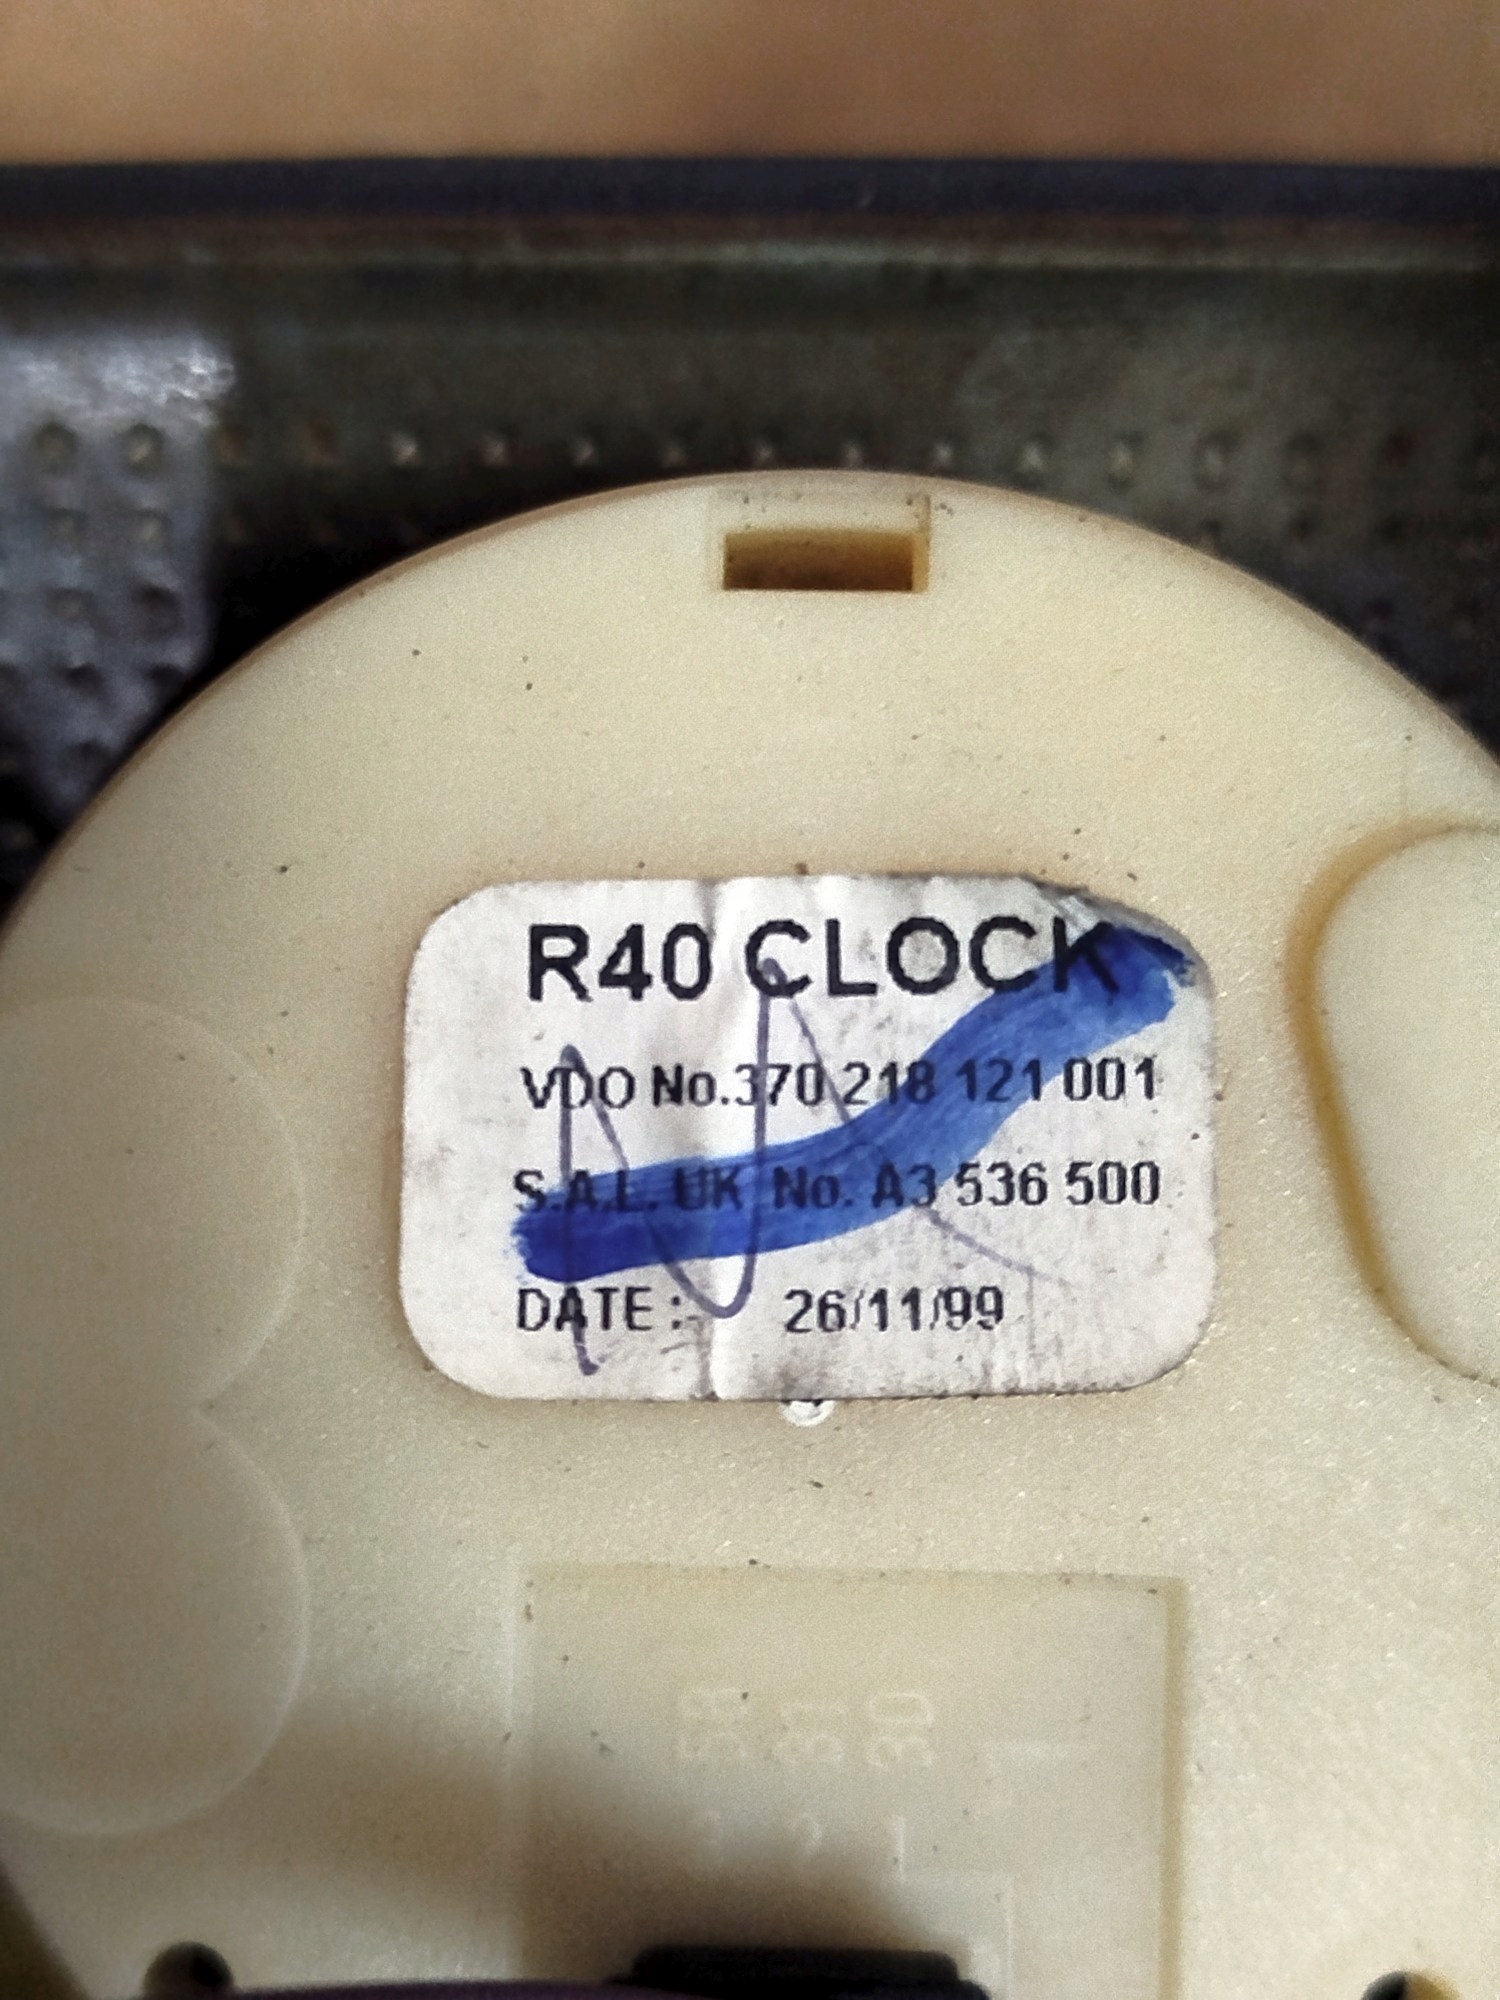 R40 CLOCK
VDO No.370 218 121 001
S.A.L. UK No. A3 536 500
DATE :- 26/11/99